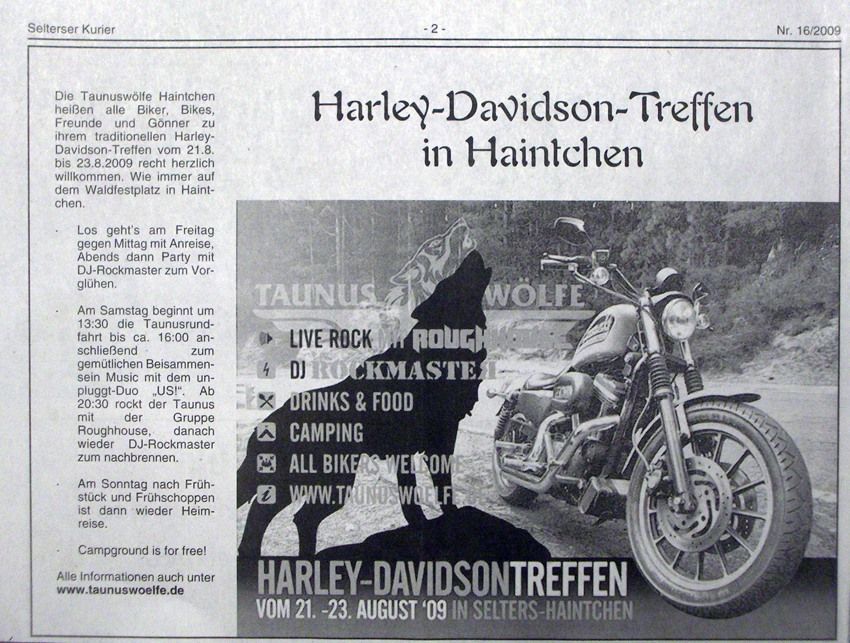 Selterser Kurier
- 2 -
Nr. 16/2009
Die Taunuswölfe Haintchen
heißen alle Biker, Bikes,
Freunde und Gönner zu
ihrem traditionellen Harley-
Davidson-Treffen vom 21.8.
bis 23.8.2009 recht herzlich
willkommen. Wie immer auf
dem Waldfestplatz in Haint-
chen.
Los geht's am Freitag
gegen Mittag mit Anreise,
Abends dann Party mit
DJ-Rockmaster zum Vor-
glühen.
Am Samstag beginnt um
13:30 die Taunusrund-
fahrt bis ca. 16:00 an-
schließend zum
gemütlichen Beisammen-
sein Music mit dem un-
pluggt-Duo „US!". Ab
20:30 rockt der Taunus
mit der Gruppe
Roughhouse, danach
wieder DJ-Rockmaster
zum nachbrennen.
Am Sonntag nach Früh-
stück und Frühschoppen
ist dann wieder Heim-
reise.
Campground is for free!
Alle Informationen auch unter
www.taunuswoelfe.de
Harley-Davidson-Treffen
in Haintchen
TAUNUS WÖLFE
LIVE ROCK
DJ ROCKMASTER
DRINKS & FOOD
CAMPING
ALL BIKERS WELCOME
WWW.TAUNUSWOELFE.DE
HARLEY-DAVIDSONTREFFEN
VOM 21. -23. AUGUST '09 IN SELTERS-HAINTCHEN